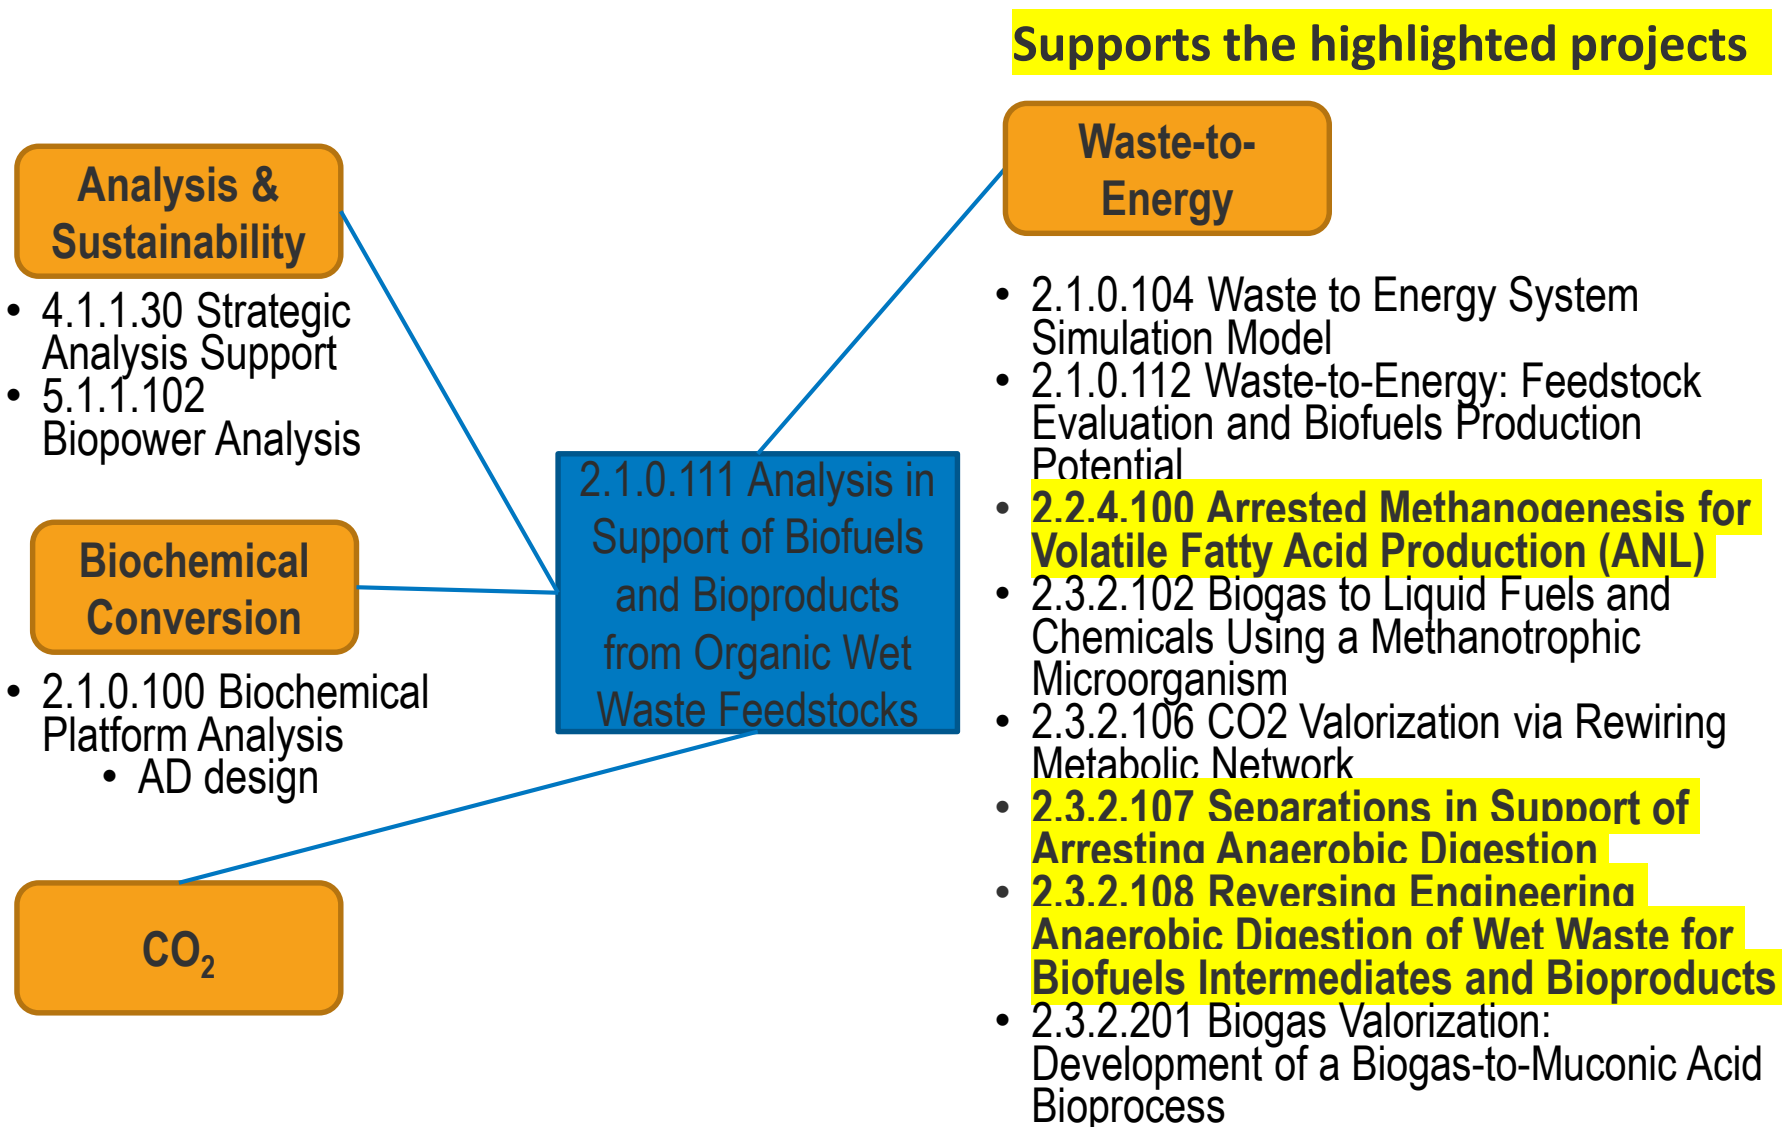 Supports the highlighted projects
Analysis &
Sustainability
• 4.1.1.30 Strategic
Analysis Support
• 5.1.1.102
Biopower Analysis
Biochemical
Conversion
• 2.1.0.100 Biochemical
Platform Analysis
• AD design
CO₂
2.1.0.111 Analysis in
Support of Biofuels
and Bioproducts
from Organic Wet
Waste Feedstocks
Waste-to-
Energy
• 2.1.0.104 Waste to Energy System
Simulation Model
• 2.1.0.112 Waste-to-Energy: Feedstock
Evaluation and Biofuels Production
Potential
• 2.2.4.100 Arrested Methanogenesis for
Volatile Fatty Acid Production (ANL)
• 2.3.2.102 Biogas to Liquid Fuels and
Chemicals Using a Methanotrophic
Microorganism
• 2.3.2.106 CO2 Valorization via Rewiring
Metabolic Network
• 2.3.2.107 Separations in Support of
Arresting Anaerobic Digestion
• 2.3.2.108 Reversing Engineering
Anaerobic Digestion of Wet Waste for
Biofuels Intermediates and Bioproducts
• 2.3.2.201 Biogas Valorization:
Development of a Biogas-to-Muconic Acid
Bioprocess